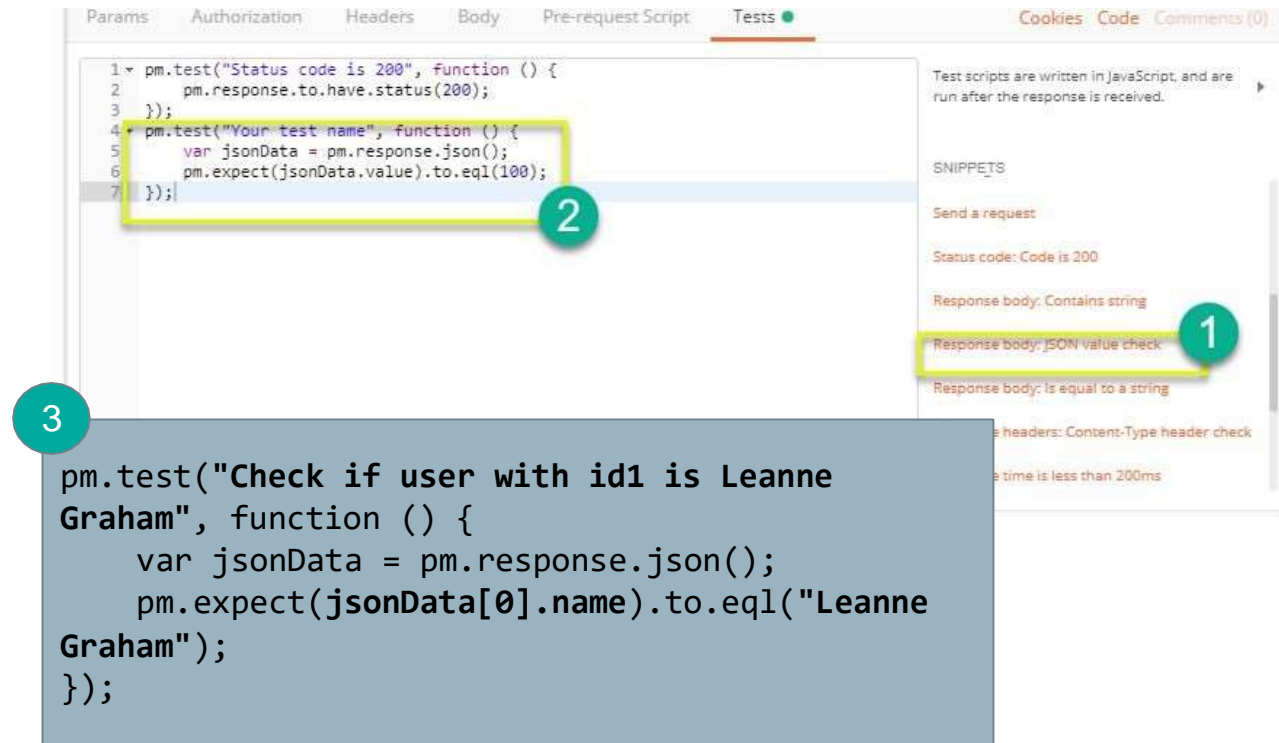 Params Authorization Headers Body Pre-request Script Tests Cookies Code Comments (0)
1 pm.test("Status code is 200", function () {
2 pm.response.to.have.status(200);
3 });
4 pm.test("Your test name", function () {
5 var jsonData = pm.response.json();
6 pm.expect(jsonData.value).to.eql(100);
7 });
2
Test scripts are written in JavaScript, and are
run after the response is received.
SNIPPETS
Send a request
Status code: Code is 200
Response body: Contains string
1
Response body: JSON value check
Response body: Is equal to a string
e headers: Content-Type header check
e time is less than 200ms
3
pm.test("Check if user with id1 is Leanne
Graham", function () {
var jsonData = pm.response.json();
pm.expect(jsonData[0].name).to.eql("Leanne
Graham");
});